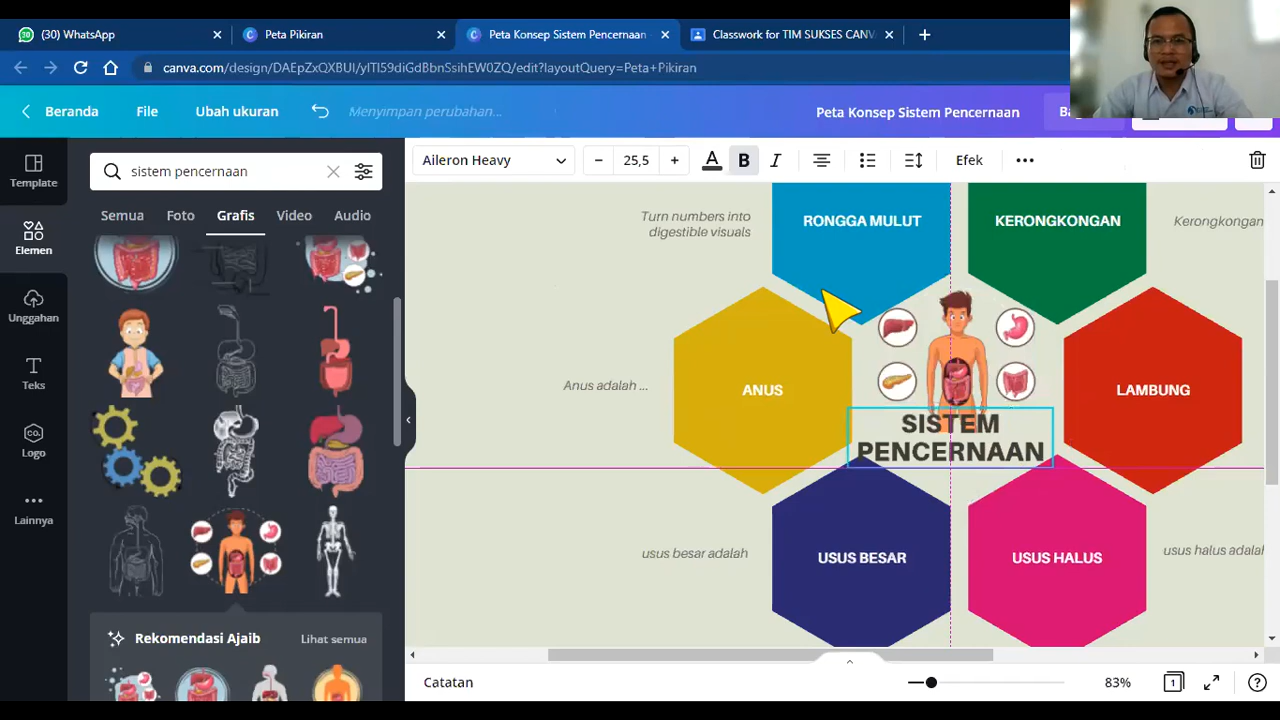 (30) WhatsApp
Peta Pikiran
Peta Konsep Sistem Pencernaan
Classwork for TIM SUKSES CANV
canva.com/design/DAEpZxQXBUI/ylTl59diGdBbnSsihEW0ZQ/edit?layoutQuery=Peta+Pikiran
Beranda
File
Ubah ukuran
Menyimpan perubahan...
Peta Konsep Sistem Pencernaan
Template
Elemen
Unggahan
Teks
co.
Logo
Lainnya
sistem pencernaan
Semua
Foto
Grafis
Video
Audio
Rekomendasi Ajaib
Lihat semua
Aileron Heavy
− 25,5 +
A
B
I
Efek
Turn numbers into
digestible visuals
RONGGA MULUT
KERONGKONGAN
Kerongkongan
Anus adalah ...
ANUS
LAMBUNG
SISTEM
PENCERNAAN
usus besar adalah
USUS BESAR
USUS HALUS
usus halus adalah
Catatan
83%
1